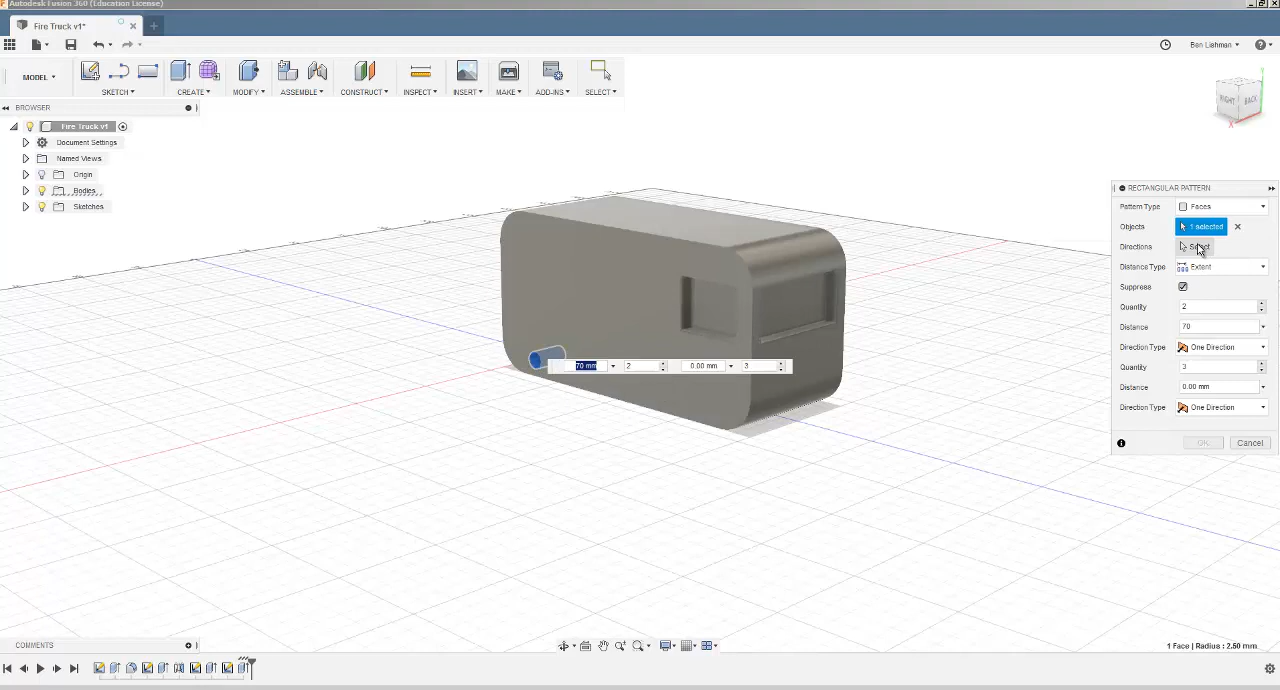 Autodesk Fusion 360 (Education License)
Fire Truck v1*
Ben Lishman
MODEL
SKETCH
CREATE
MODIFY
ASSEMBLE
CONSTRUCT
INSPECT
INSERT
MAKE
ADD-INS
SELECT
BROWSER
Fire Truck v1
Document Settings
Named Views
Origin
Bodies
Sketches
RIGHT
BACK
Y
X
RECTANGULAR PATTERN
Pattern Type Faces
Objects 1 selected
Directions Select
Distance Type Extent
Suppress
Quantity 2
Distance 70
Direction Type One Direction
Quantity 3
Distance 0.00 mm
Direction Type One Direction
OK Cancel
70 mm 2 0.00 mm 3
COMMENTS
1 Face | Radius : 2.50 mm